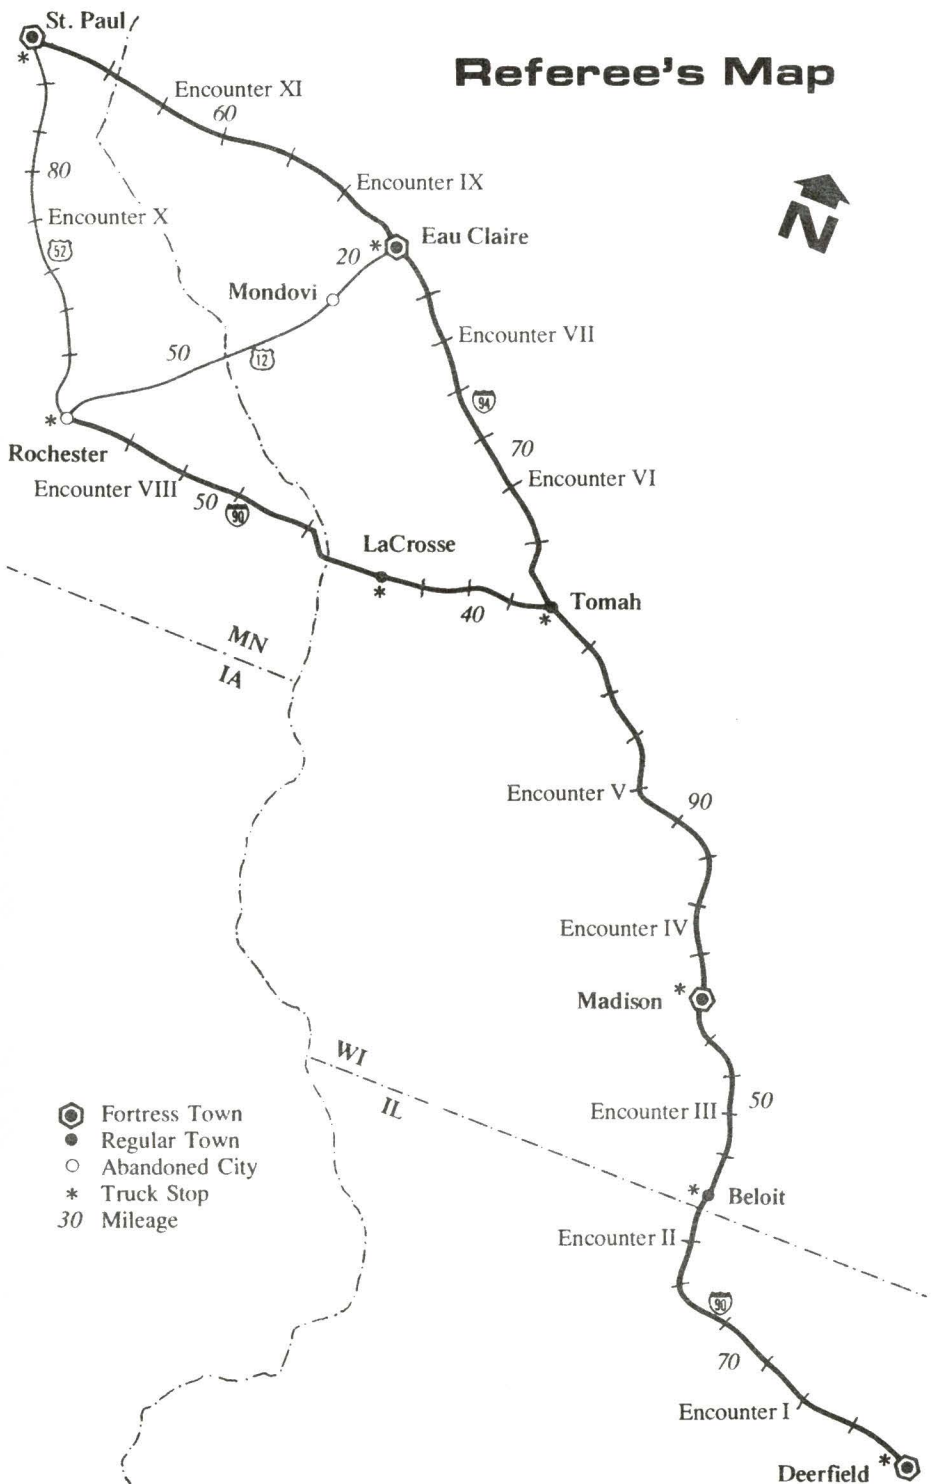 St. Paul
*
Referee's Map
Encounter XI
60
80
Encounter IX
N
Encounter X
52
* Eau Claire
20
Mondovi
Encounter VII
50
12
94
*
70
Rochester
Encounter VI
Encounter VIII
50
90
LaCrosse
*
40
Tomah
*
MN
IA
Encounter V
90
Encounter IV
Madison *
WI
IL
50
Encounter III
* Beloit
Encounter II
Fortress Town
Regular Town
Abandoned City
* Truck Stop
30 Mileage
90
70
Encounter I
Deerfield *